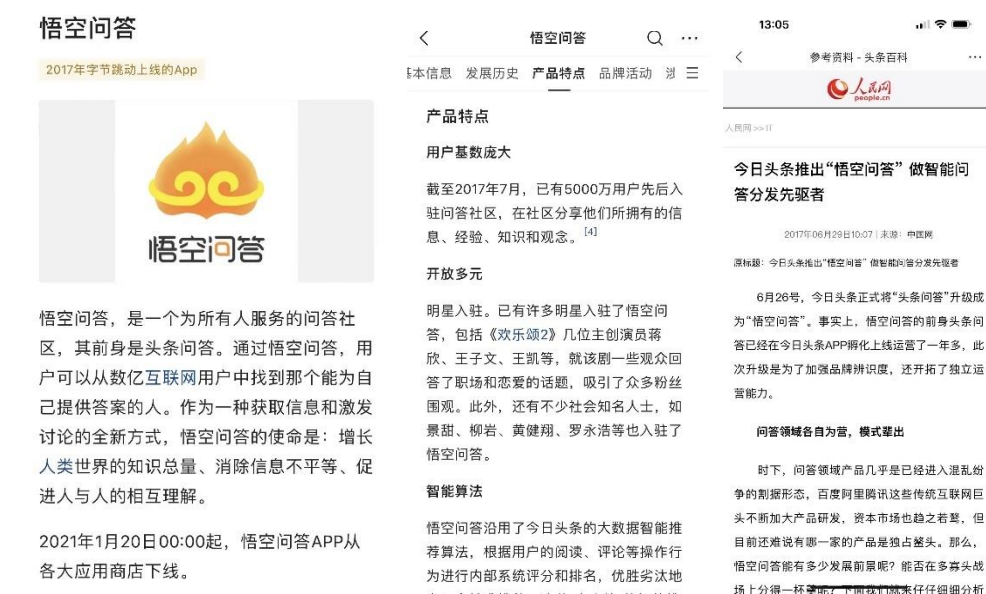 悟空问答
2017年字节跳动上线的App
悟空问答
悟空问答，是一个为所有人服务的问答社
区，其前身是头条问答。通过悟空问答，用
户可以从数亿互联网用户中找到那个能为自
己提供答案的人。作为一种获取信息和激发
讨论的全新方式，悟空问答的使命是：增长
人类世界的知识总量、消除信息不平等、促
进人与人的相互理解。
2021年1月20日00:00起，悟空问答APP从
各大应用商店下线。
悟空问答
基本信息 发展历史 产品特点 品牌活动 涉
产品特点
用户基数庞大
截至2017年7月，已有5000万用户先后入
驻问答社区，在社区分享他们所拥有的信
息、经验、知识和观念。[4]
开放多元
明星入驻。已有许多明星入驻了悟空问
答，包括《欢乐颂2》几位主创演员蒋
欣、王子文、王凯等，就该剧一些观众回
答了职场和恋爱的话题，吸引了众多粉丝
围观。此外，还有不少社会知名人士，如
景甜、柳岩、黄健翔、罗永浩等也入驻了
悟空问答。
智能算法
悟空问答沿用了今日头条的大数据智能推
荐算法，根据用户的阅读、评论等操作行
为进行内部系统评分和排名，优胜劣汰地
13:05
参考资料 - 头条百科
人民网
people.cn
人民网>>IT
今日头条推出“悟空问答” 做智能问
答分发先驱者
2017年06月29日10:07 | 来源：中国网
原标题：今日头条推出“悟空问答” 做智能问答分发先驱者
6月26号，今日头条正式将“头条问答”升级成
为“悟空问答”。事实上，悟空问答的前身头条问
答已经在今日头条APP孵化上线运营了一年多，此
次升级是为了加强品牌辨识度，还开拓了独立运
营能力。
问答领域各自为营，模式辈出
时下，问答领域产品几乎是已经进入混乱纷
争的割据形态，百度阿里腾讯这些传统互联网巨
头不断加大产品研发，资本市场也趋之若鹜，但
目前还难说有哪一家的产品是独占鳌头。那么，
悟空问答能有多少发展前景呢？能否在多寡头战
场上分得一杯羹呢？下面我们就来仔仔细细分析